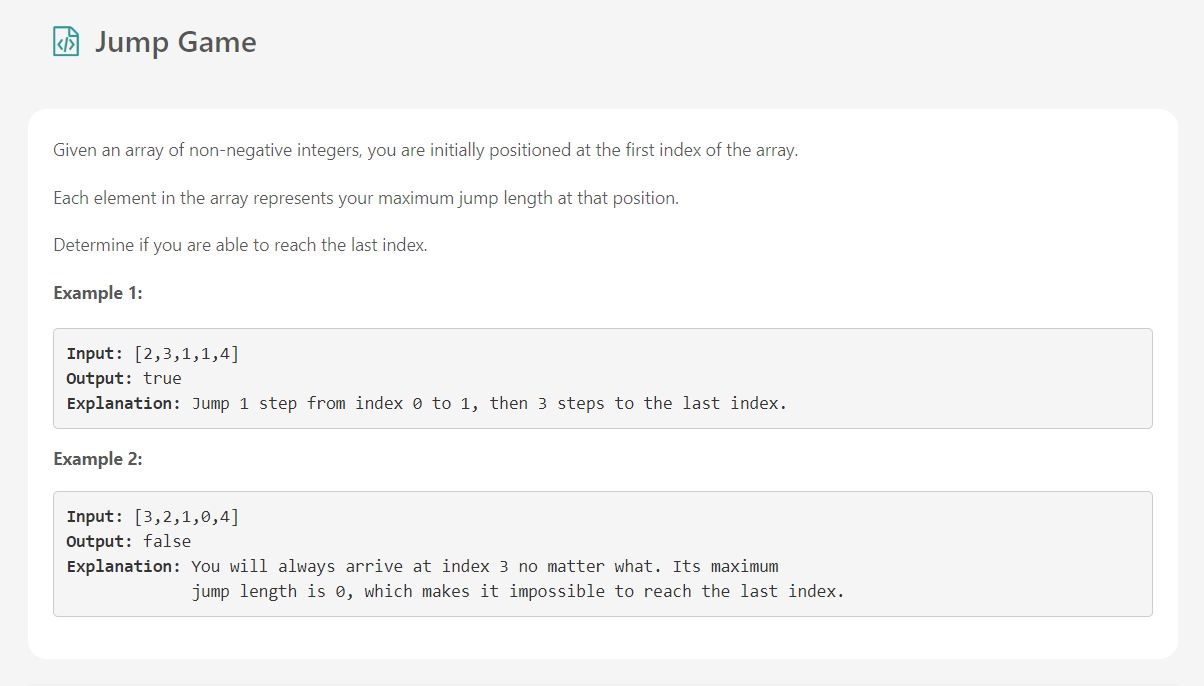 Jump Game
Given an array of non-negative integers, you are initially positioned at the first index of the array.
Each element in the array represents your maximum jump length at that position.
Determine if you are able to reach the last index.
Example 1:
Input: [2,3,1,1,4]
Output: true
Explanation: Jump 1 step from index 0 to 1, then 3 steps to the last index.
Example 2:
Input: [3,2,1,0,4]
Output: false
Explanation: You will always arrive at index 3 no matter what. Its maximum
jump length is 0, which makes it impossible to reach the last index.